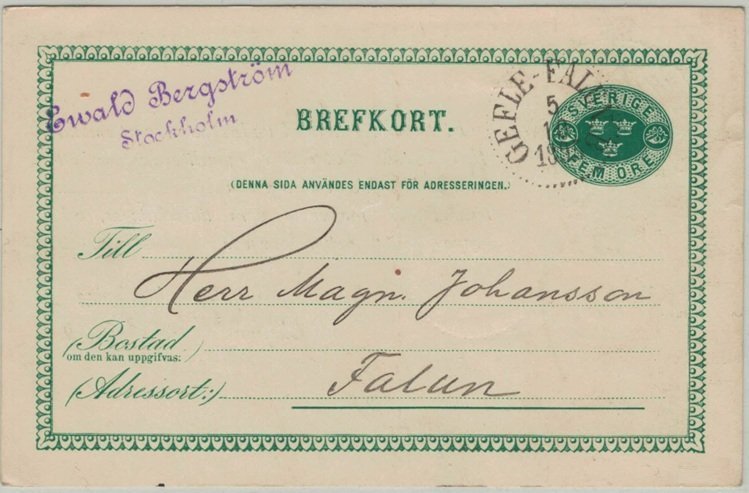 Ewald Bergström
Stockholm
BREFKORT.
GEFLE-FAL
5
SVERIGE
FEM ÖRE
(DENNA SIDA ANVÄNDES ENDAST FÖR ADRESSERINGEN.)
Till
Herr Magn. Johansson
(Bostad
om den kan uppgifvas:)
(Adressort:)
Falun